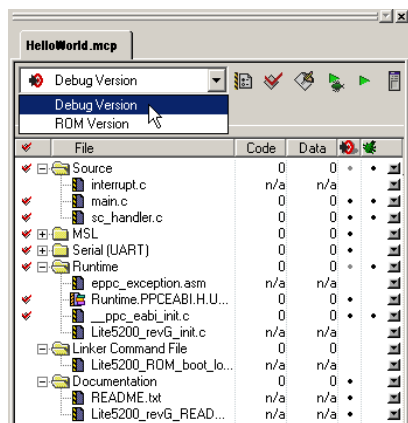 HelloWorld.mcp
Debug Version
Debug Version
ROM Version
File Code Data
Source 0 0
interrupt.c n/a n/a
main.c 0 0
sc_handler.c 0 0
MSL 0 0
Serial (UART) 0 0
Runtime 0 0
eppc_exception.asm n/a n/a
Runtime.PPCEABI.H.U... 0 0
__ppc_eabi_init.c 0 0
Lite5200_revG_init.c n/a n/a
Linker Command File 0 0
Lite5200_ROM_boot_lo... n/a n/a
Documentation 0 0
README.txt n/a n/a
Lite5200_revG_READ... n/a n/a